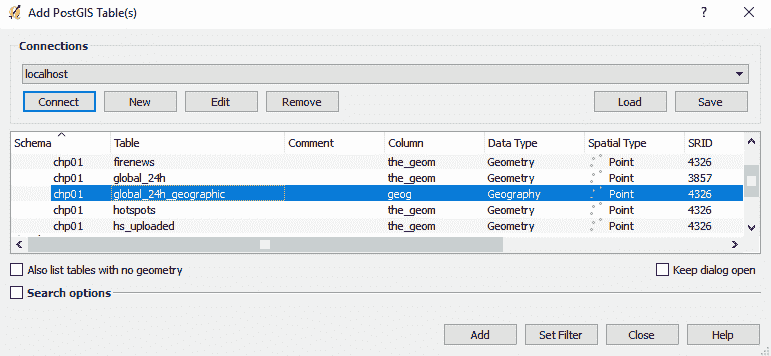 Add PostGIS Table(s)
?
Connections
localhost
Connect New Edit Remove Load Save
Schema Table Comment Column Data Type Spatial Type SRID
chp01 firenews the_geom Geometry Point 4326
chp01 global_24h the_geom Geometry Point 3857
chp01 global_24h_geographic geog Geography Point 4326
chp01 hotspots the_geom Geometry Point 4326
chp01 hs_uploaded the_geom Geometry Point 4326
Also list tables with no geometry Keep dialog open
Search options
Add Set Filter Close Help